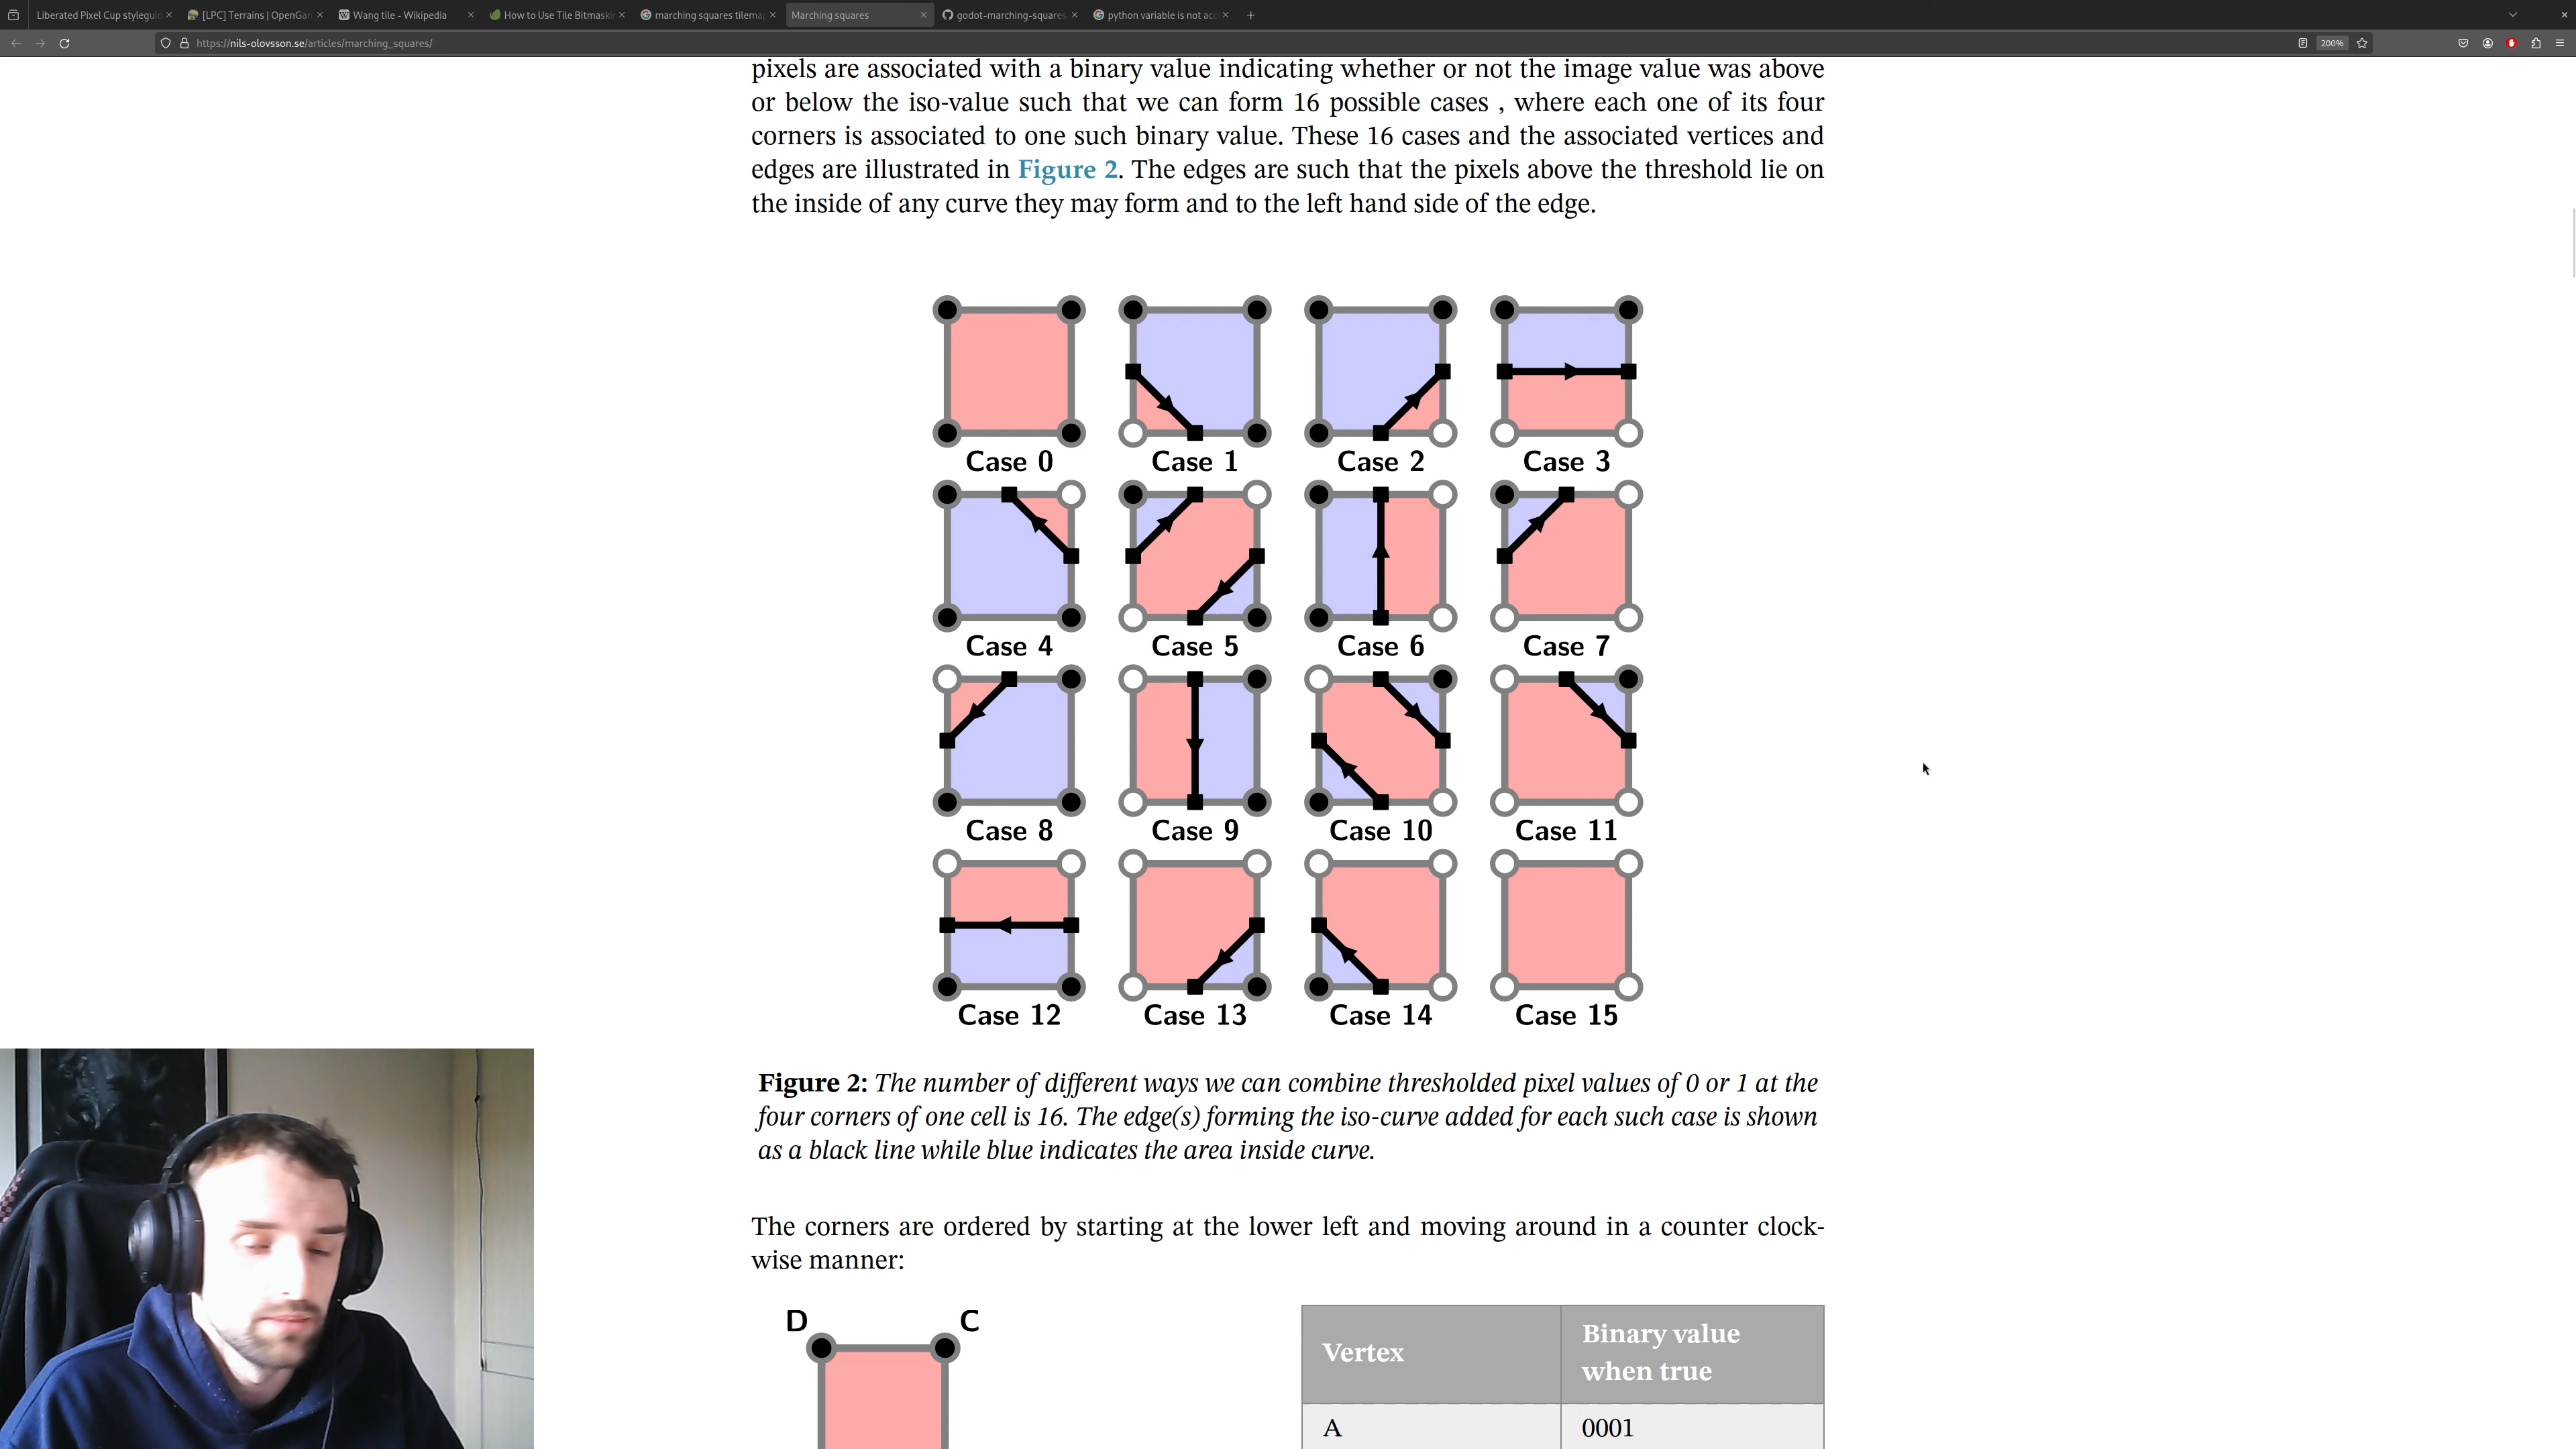 Liberated Pixel Cup styleguid
[LPC] Terrains | OpenGam
Wang tile - Wikipedia
How to Use Tile Bitmaskin
marching squares tilemap
Marching squares
godot-marching-squares
python variable is not acc
https://nils-olovsson.se/articles/marching_squares/
200%
pixels are associated with a binary value indicating whether or not the image value was above
or below the iso-value such that we can form 16 possible cases , where each one of its four
corners is associated to one such binary value. These 16 cases and the associated vertices and
edges are illustrated in Figure 2. The edges are such that the pixels above the threshold lie on
the inside of any curve they may form and to the left hand side of the edge.
Case 0 Case 1 Case 2 Case 3
Case 4 Case 5 Case 6 Case 7
Case 8 Case 9 Case 10 Case 11
Case 12 Case 13 Case 14 Case 15
Figure 2: The number of different ways we can combine thresholded pixel values of 0 or 1 at the
four corners of one cell is 16. The edge(s) forming the iso-curve added for each such case is shown
as a black line while blue indicates the area inside curve.
The corners are ordered by starting at the lower left and moving around in a counter clock-
wise manner:
D C
Vertex
Binary value
when true
A 0001